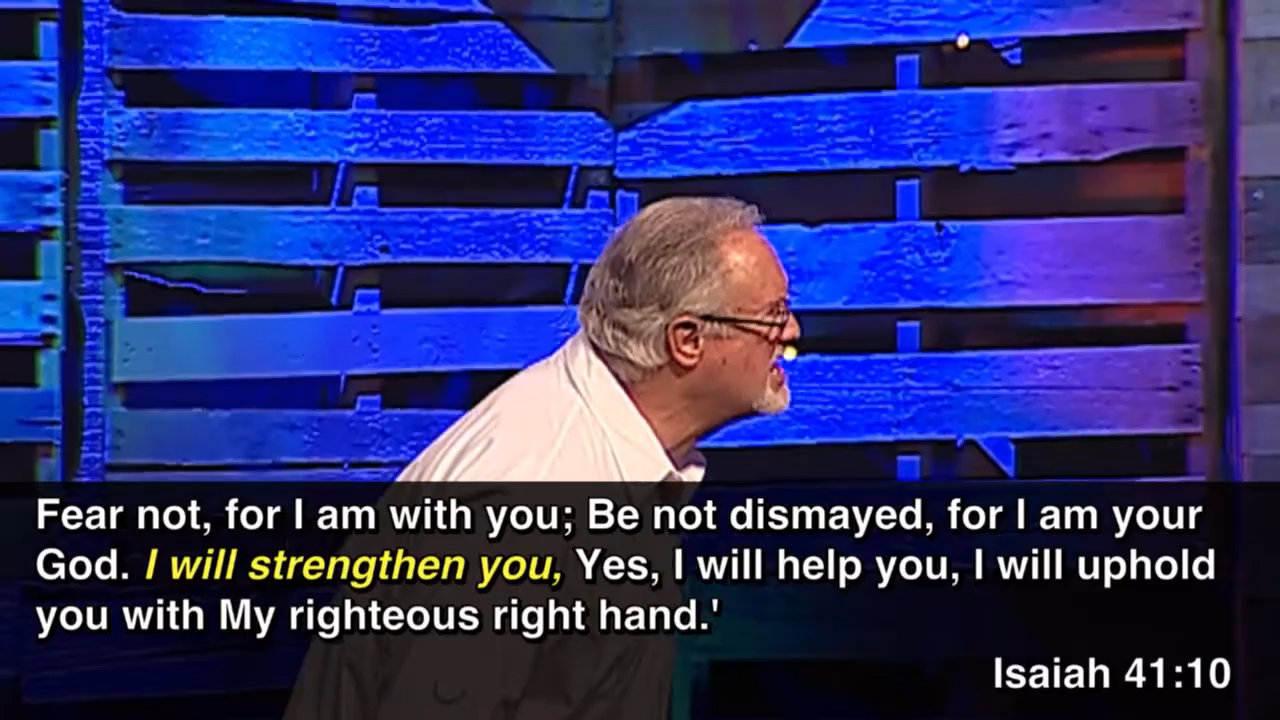 Fear not, for I am with you; Be not dismayed, for I am your
God. I will strengthen you, Yes, I will help you, I will uphold
you with My righteous right hand.'
Isaiah 41:10